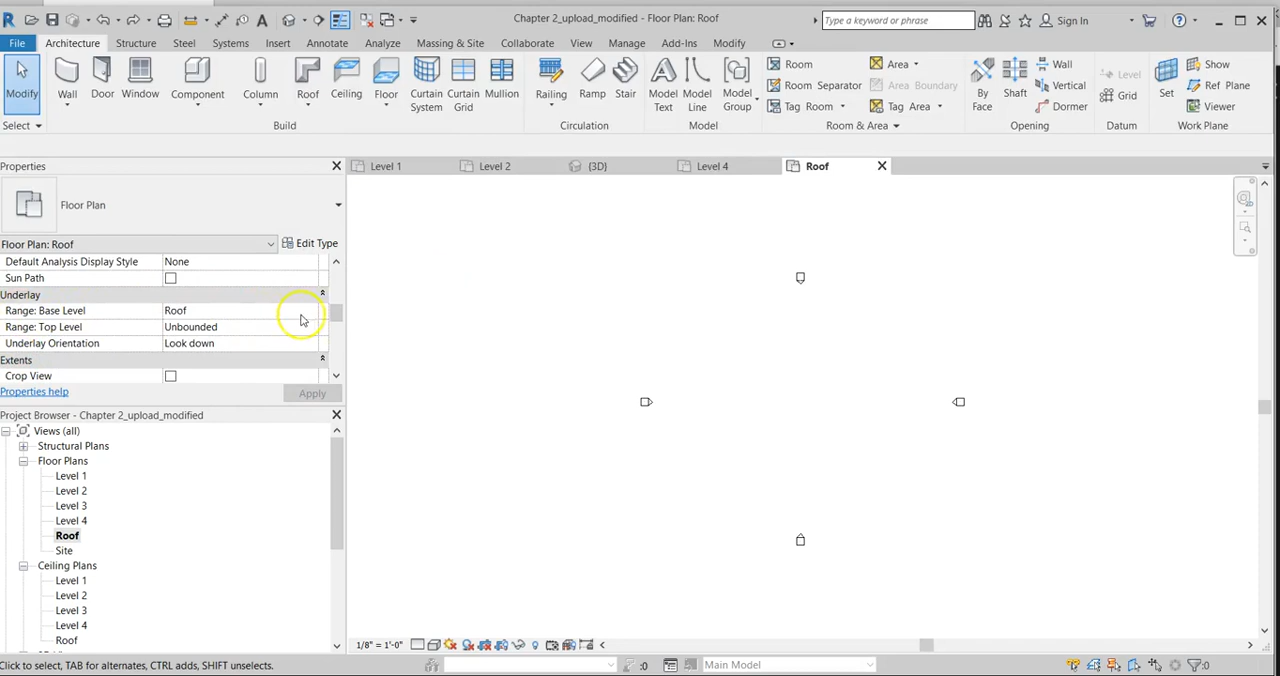 R
A
Chapter 2_upload_modified - Floor Plan: Roof
Type a keyword or phrase
Sign In
File
Architecture
Structure
Steel
Systems
Insert
Annotate
Analyze
Massing & Site
Collaborate
View
Manage
Add-Ins
Modify
Modify
Wall
Door
Window
Component
Column
Roof
Ceiling
Floor
Curtain System
Curtain Grid
Mullion
Railing
Ramp
Stair
Model Text
Model Line
Model Group
Room
Room Separator
Tag Room
Area
Area Boundary
Tag Area
By Face
Shaft
Wall
Vertical
Dormer
Level
Grid
Set
Show
Ref Plane
Viewer
Select
Build
Circulation
Model
Room & Area
Opening
Datum
Work Plane
Properties
Level 1
Level 2
{3D}
Level 4
Roof
Floor Plan
Floor Plan: Roof
Edit Type
Default Analysis Display Style None
Sun Path
Underlay
Range: Base Level Roof
Range: Top Level Unbounded
Underlay Orientation Look down
Extents
Crop View
Properties help
Apply
Project Browser - Chapter 2_upload_modified
Views (all)
Structural Plans
Floor Plans
Level 1
Level 2
Level 3
Level 4
Roof
Site
Ceiling Plans
Level 1
Level 2
Level 3
Level 4
Roof
1/8" = 1'-0"
Click to select, TAB for alternates, CTRL adds, SHIFT unselects.
:0
Main Model
:0